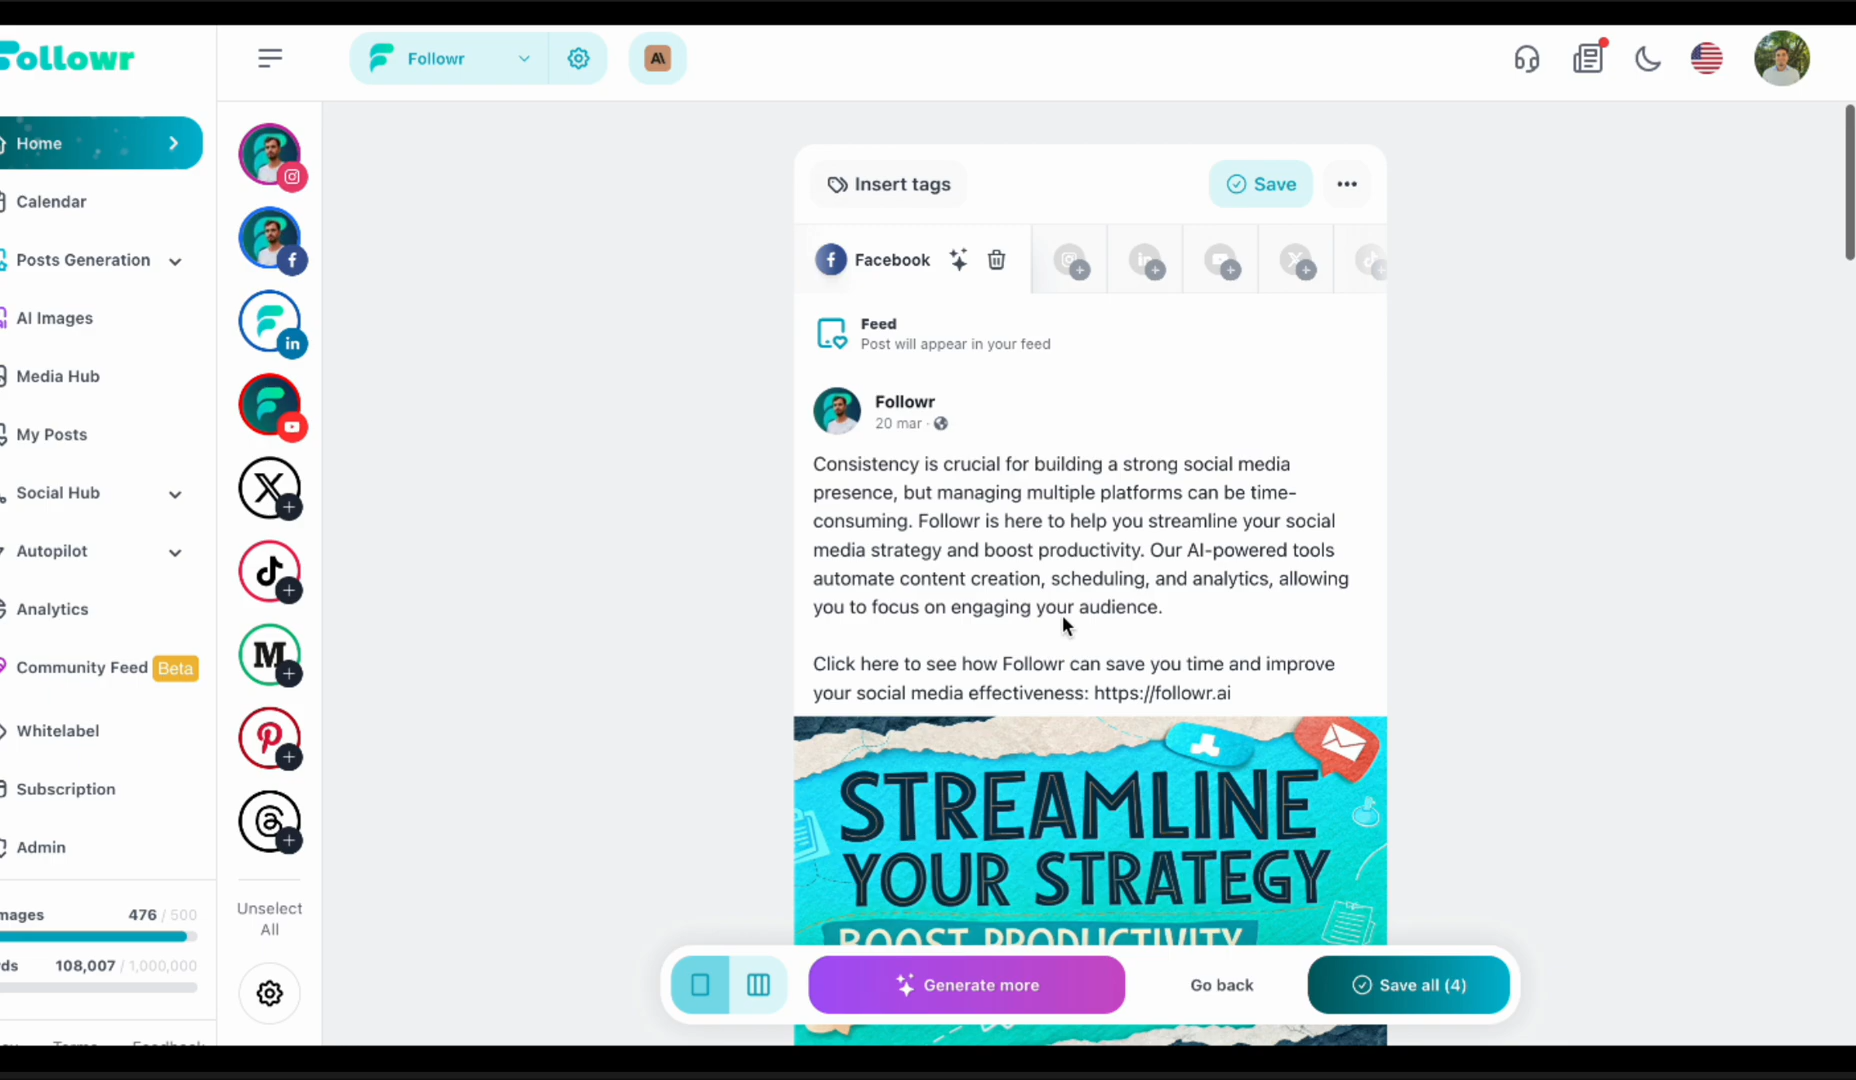 Followr
Followr
Home
Calendar
Posts Generation
AI Images
Media Hub
My Posts
Social Hub
Autopilot
Analytics
Community Feed Beta
Whitelabel
Subscription
Admin
mages 476 / 500
ds 108,007 / 1,000,000
Feedback
Unselect
All
Insert tags
Save
Facebook
Feed
Post will appear in your feed
Followr
20 mar ·
Consistency is crucial for building a strong social media
presence, but managing multiple platforms can be time-
consuming. Followr is here to help you streamline your social
media strategy and boost productivity. Our AI-powered tools
automate content creation, scheduling, and analytics, allowing
you to focus on engaging your audience.
Click here to see how Followr can save you time and improve
your social media effectiveness: https://followr.ai
STREAMLINE
YOUR STRATEGY
BOOST PRODUCTIVITY
Generate more
Go back
Save all (4)